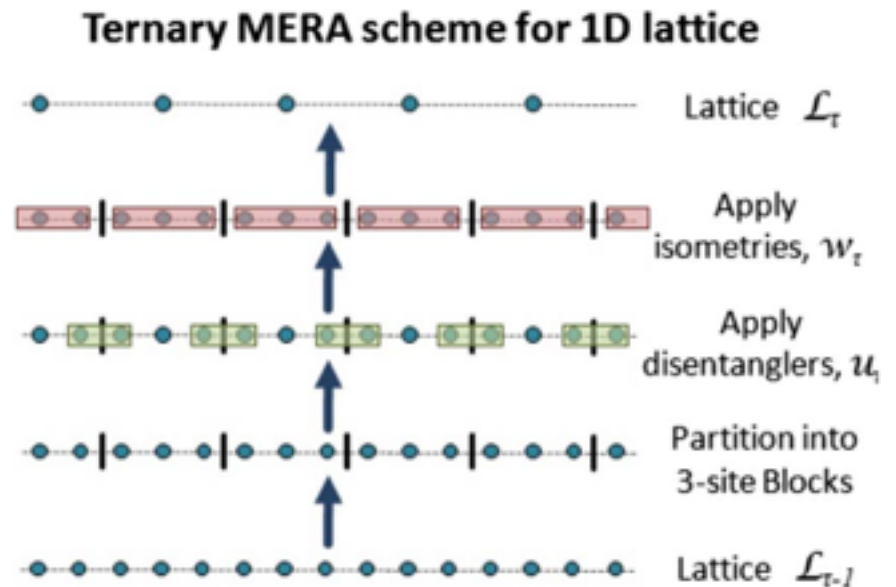 Ternary MERA scheme for 1D lattice
Lattice ℒτ
Apply
isometries, wτ
Apply
disentanglers, u
Partition into
3-site Blocks
Lattice ℒτ-1